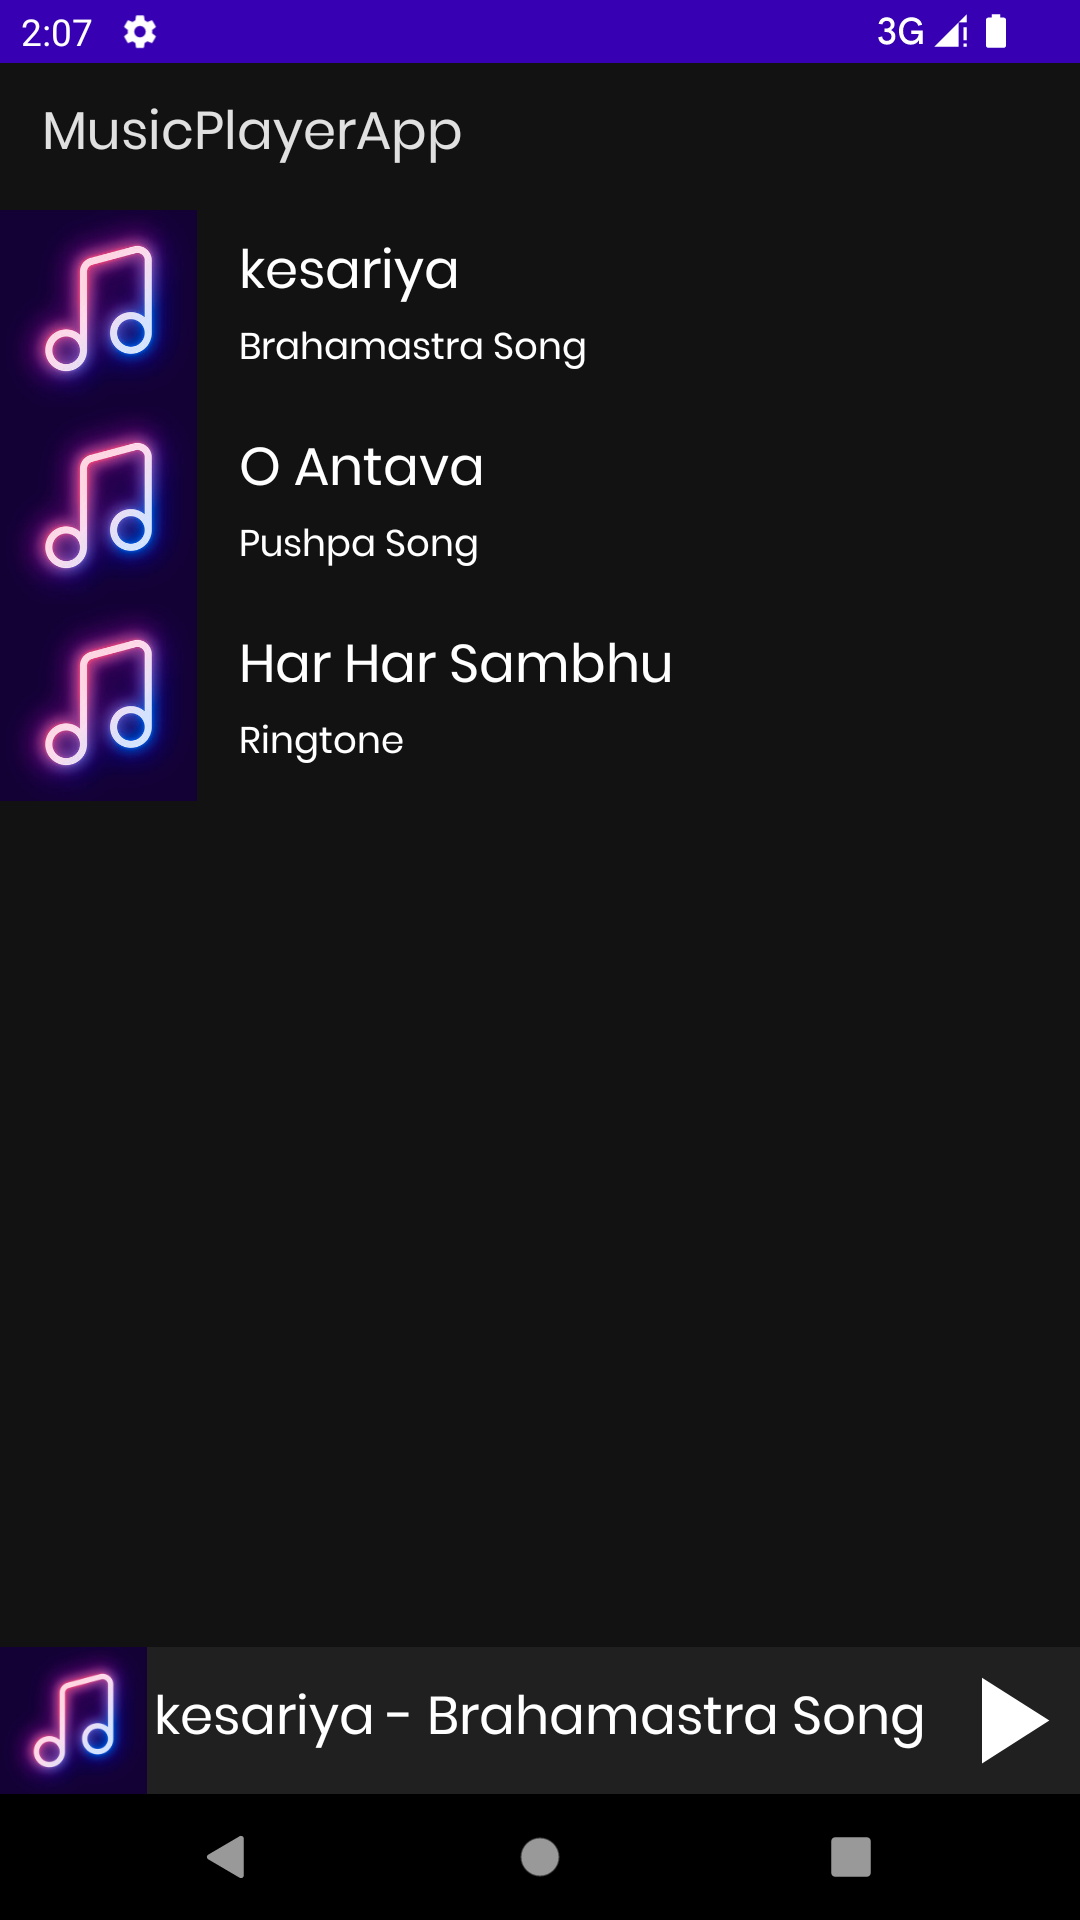 2:07 3G
MusicPlayerApp
kesariya
Brahamastra Song
O Antava
Pushpa Song
Har Har Sambhu
Ringtone
kesariya - Brahamastra Song